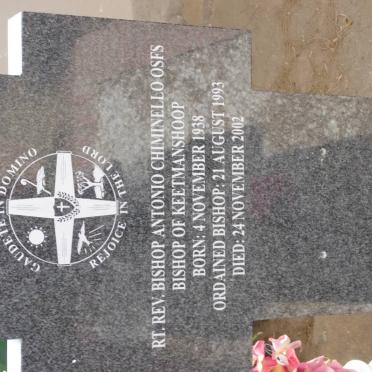 GAUDETE IN DOMINO
REJOICE IN THE LORD
RT. REV. BISHOP ANTONIO CHIMINELLO OSFS
BISHOP OF KEETMANSHOOP
BORN: 4 NOVEMBER 1938
ORDAINED BISHOP: 21 AUGUST 1993
DIED: 24 NOVEMBER 2002